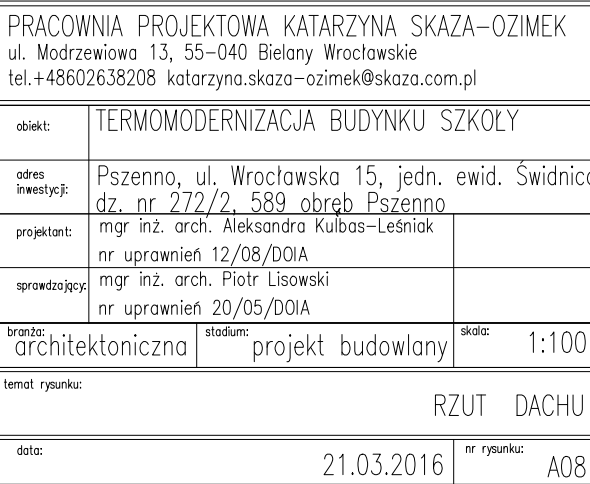 PRACOWNIA PROJEKTOWA KATARZYNA SKAZA-OZIMEK
ul. Modrzewiowa 13, 55-040 Bielany Wrocławskie
tel.+48602638208 katarzyna.skaza-ozimek@skaza.com.pl
obiekt: TERMOMODERNIZACJA BUDYNKU SZKOŁY
adres inwestycji: Pszenno, ul. Wrocławska 15, jedn. ewid. Świdnica
dz. nr 272/2, 589 obręb Pszenno
projektant: mgr inż. arch. Aleksandra Kulbas-Leśniak
nr uprawnień 12/08/DOIA
sprawdzający: mgr inż. arch. Piotr Lisowski
nr uprawnień 20/05/DOIA
branża: architektoniczna stadium: projekt budowlany skala: 1:100
temat rysunku:
RZUT DACHU
data: 21.03.2016 nr rysunku: A08